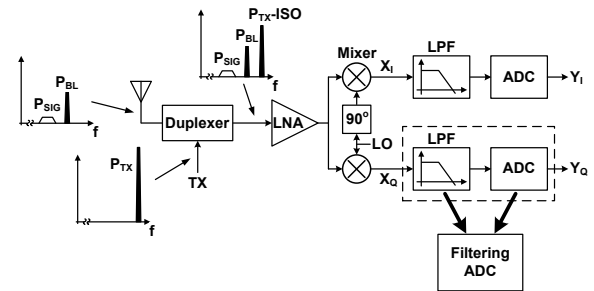 PTX-ISO
PBL
PSIG
f
Mixer
XI
LPF
ADC
YI
PBL
PSIG
f
Duplexer
LNA
90o
LO
PTX
f
TX
XQ
LPF
ADC
YQ
Filtering
ADC